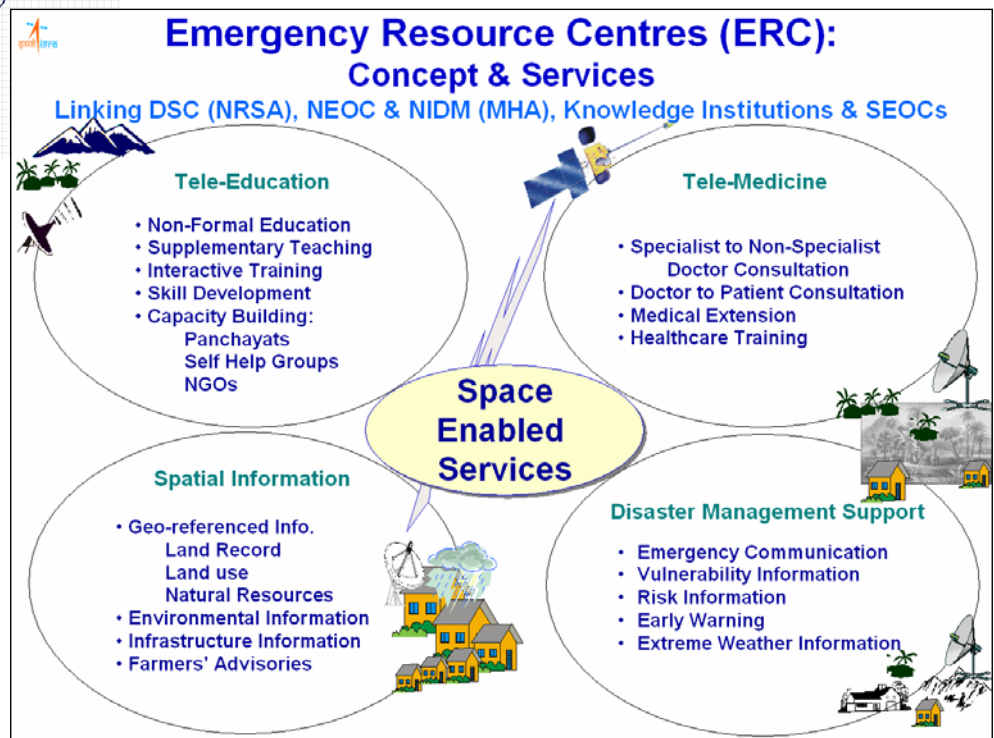 इसरो isro
Emergency Resource Centres (ERC):
Concept & Services
Linking DSC (NRSA), NEOC & NIDM (MHA), Knowledge Institutions & SEOCs
Tele-Education
• Non-Formal Education
• Supplementary Teaching
• Interactive Training
• Skill Development
• Capacity Building:
Panchayats
Self Help Groups
NGOs
Tele-Medicine
• Specialist to Non-Specialist
Doctor Consultation
• Doctor to Patient Consultation
• Medical Extension
• Healthcare Training
Space
Enabled
Services
Spatial Information
• Geo-referenced Info.
Land Record
Land use
Natural Resources
• Environmental Information
• Infrastructure Information
• Farmers' Advisories
Disaster Management Support
• Emergency Communication
• Vulnerability Information
• Risk Information
• Early Warning
• Extreme Weather Information